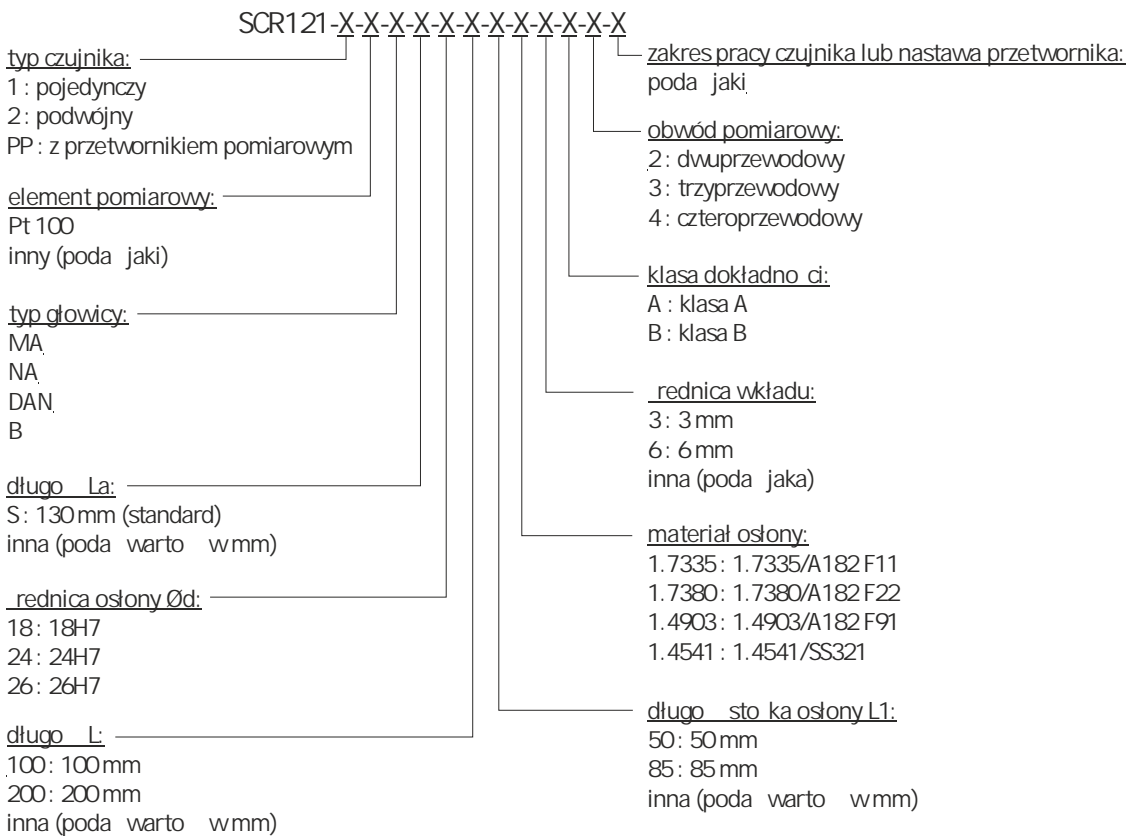 SCR121-X-X-X-X-X-X-X-X-X-X-X
typ czujnika:
1 : pojedynczy
2 : podwójny
PP : z przetwornikiem pomiarowym
element pomiarowy:
Pt 100
inny (poda jaki)
typ głowicy:
MA
NA
DAN
B
długo La:
S : 130 mm (standard)
inna (poda warto w mm)
rednica osłony Ød:
18 : 18H7
24 : 24H7
26 : 26H7
długo L:
100 : 100 mm
200 : 200 mm
inna (poda warto w mm)
zakres pracy czujnika lub nastawa przetwornika:
poda jaki
obwód pomiarowy:
2 : dwuprzewodowy
3 : trzyprzewodowy
4 : czteroprzewodowy
klasa dokładno ci:
A : klasa A
B : klasa B
rednica wkładu:
3 : 3 mm
6 : 6 mm
inna (poda jaka)
materiał osłony:
1.7335 : 1.7335/A182 F11
1.7380 : 1.7380/A182 F22
1.4903 : 1.4903/A182 F91
1.4541 : 1.4541/SS321
długo sto ka osłony L1:
50 : 50 mm
85 : 85 mm
inna (poda warto w mm)